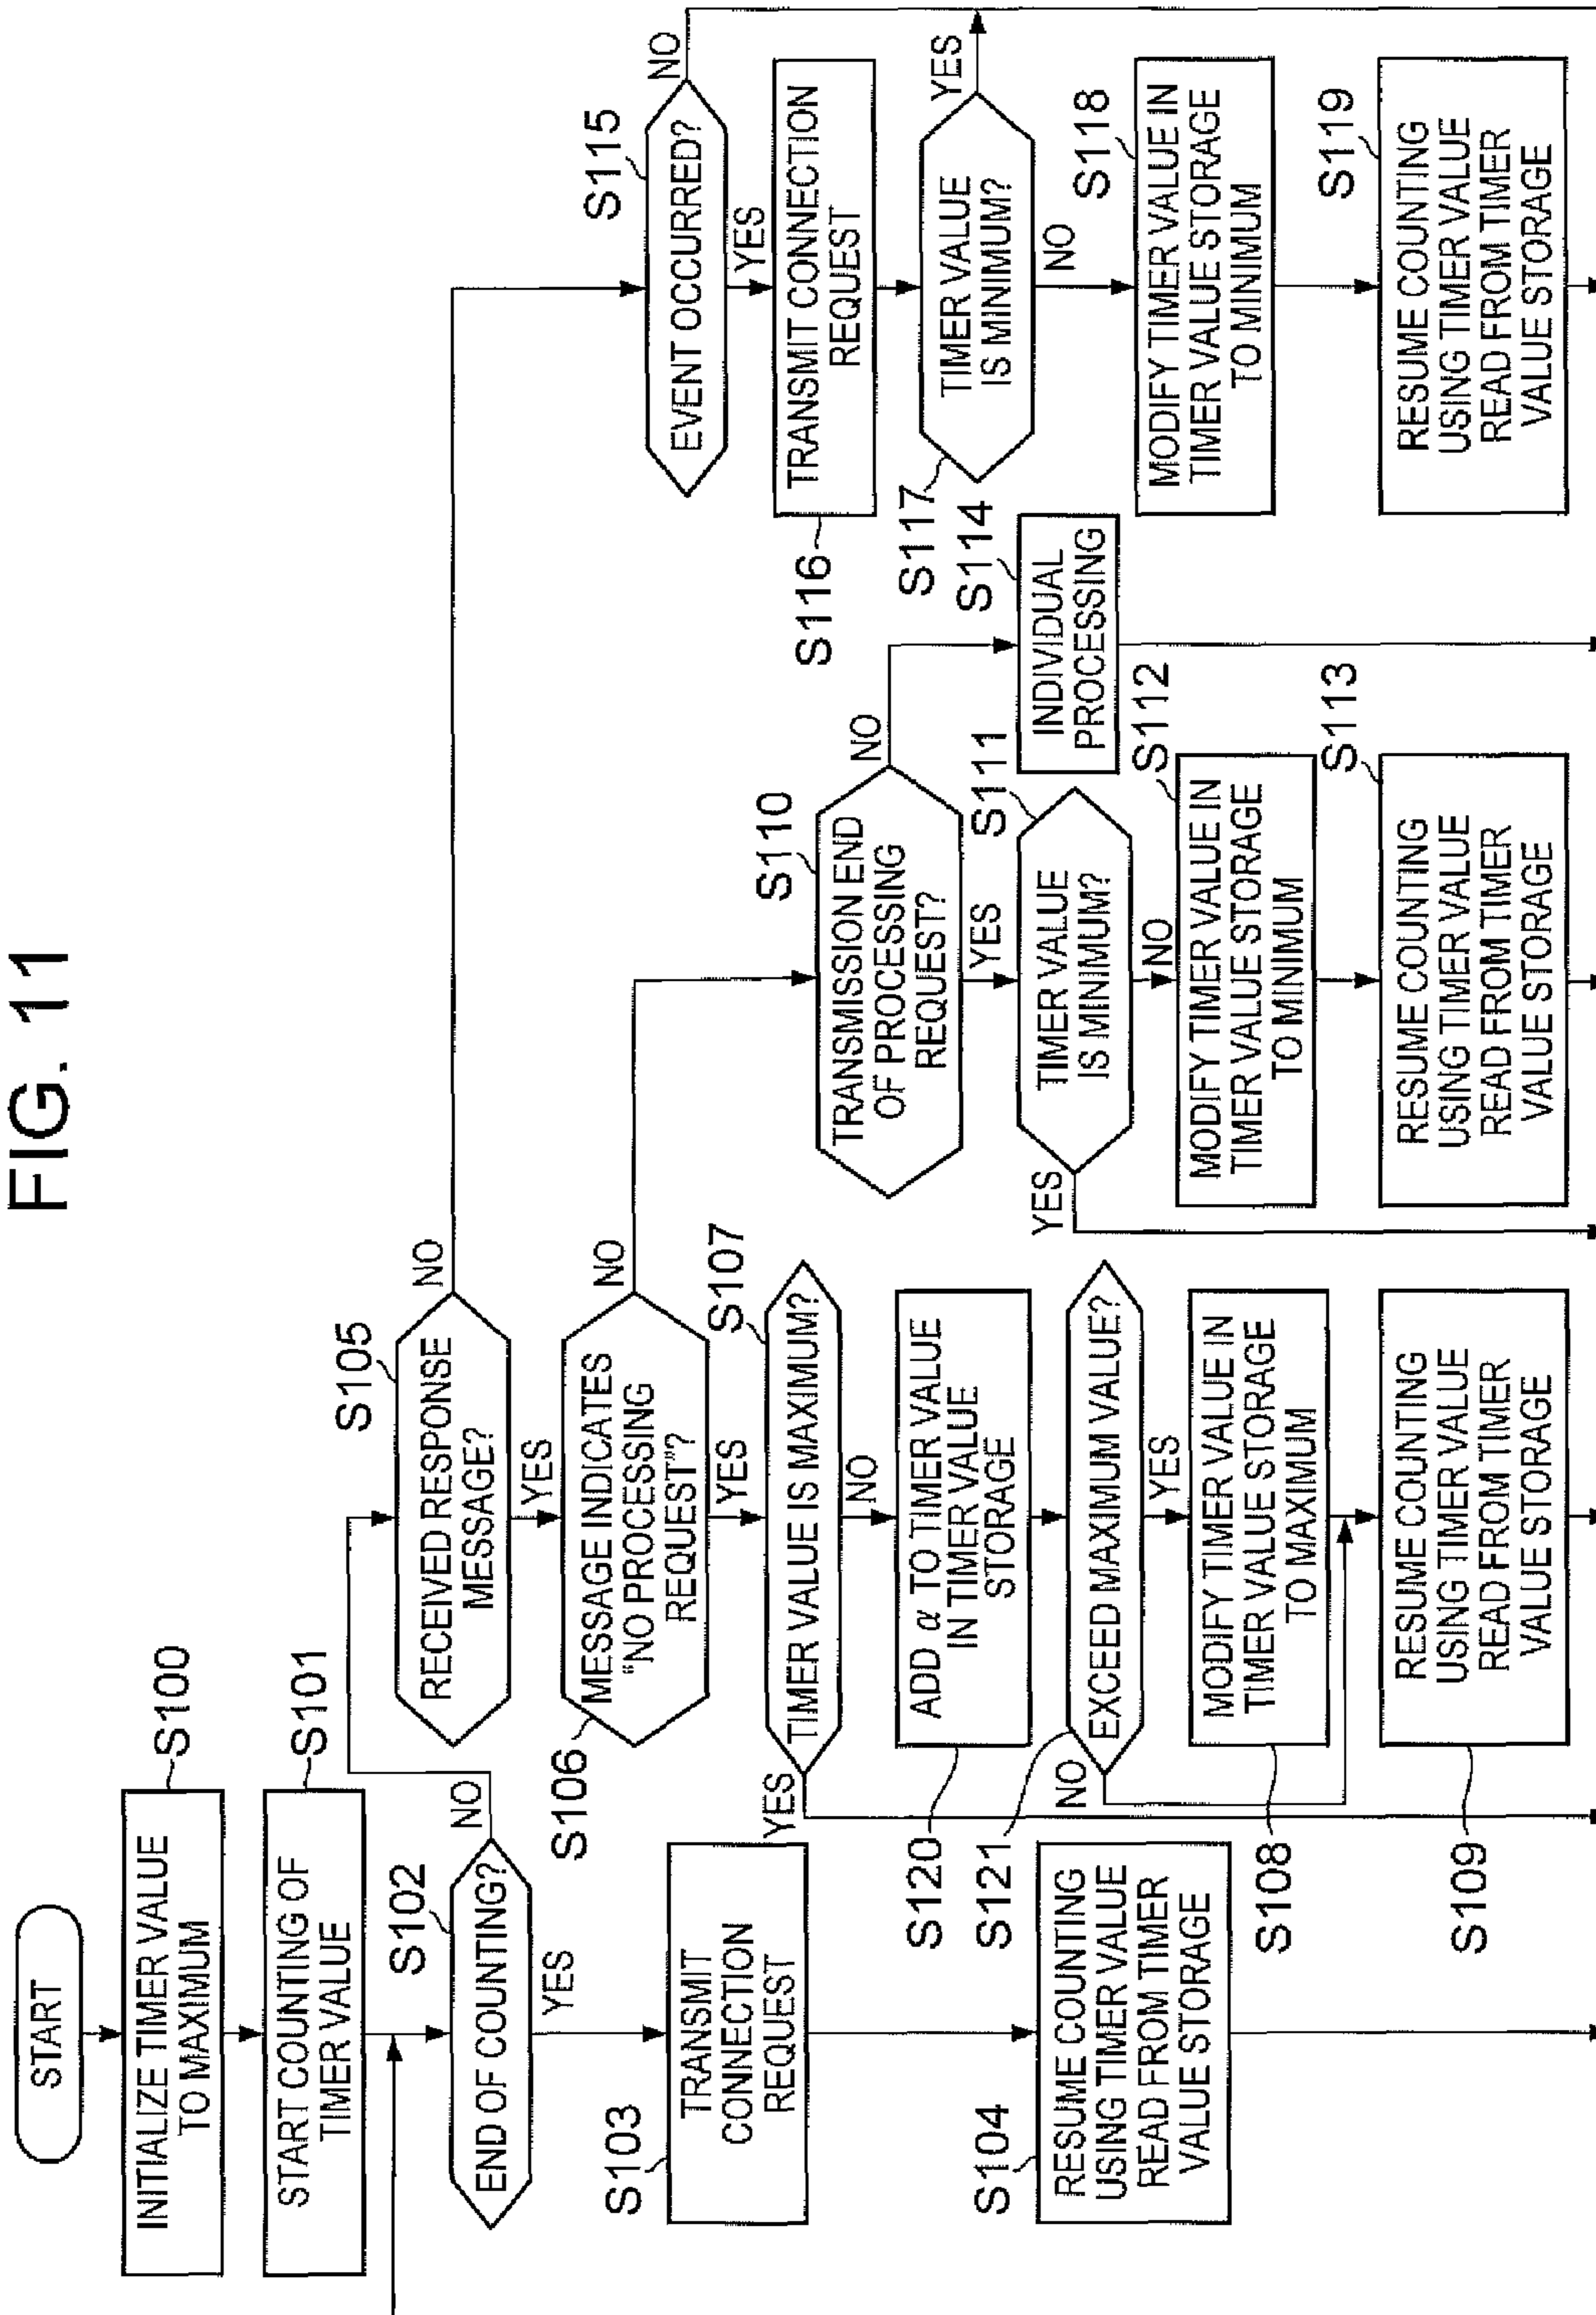 FIG. 11
START
INITIALIZE TIMER VALUE
TO MAXIMUM
S100
START COUNTING OF
TIMER VALUE
S101
END OF COUNTING?
S102
NO
YES
TRANSMIT
CONNECTION
REQUEST
S103
RESUME COUNTING
USING TIMER VALUE
READ FROM TIMER
VALUE STORAGE
S104
RECEIVED RESPONSE
MESSAGE?
S105
NO
YES
MESSAGE INDICATES
“NO PROCESSING
REQUEST”?
S106
NO
YES
TIMER VALUE IS MAXIMUM?
S107
YES
NO
ADD α TO TIMER VALUE
IN TIMER VALUE
STORAGE
S120
EXCEED MAXIMUM VALUE?
S121
NO
YES
MODIFY TIMER VALUE IN
TIMER VALUE STORAGE
TO MAXIMUM
S108
RESUME COUNTING
USING TIMER VALUE
READ FROM TIMER
VALUE STORAGE
S109
TRANSMISSION END
OF PROCESSING
REQUEST?
S110
NO
YES
TIMER VALUE
IS MINIMUM?
S111
YES
NO
MODIFY TIMER VALUE IN
TIMER VALUE STORAGE
TO MINIMUM
S112
RESUME COUNTING
USING TIMER VALUE
READ FROM TIMER
VALUE STORAGE
S113
INDIVIDUAL
PROCESSING
S114
EVENT OCCURRED?
S115
NO
YES
TRANSMIT CONNECTION
REQUEST
S116
TIMER VALUE
IS MINIMUM?
S117
YES
NO
MODIFY TIMER VALUE IN
TIMER VALUE STORAGE
TO MINIMUM
S118
RESUME COUNTING
USING TIMER VALUE
READ FROM TIMER
VALUE STORAGE
S119